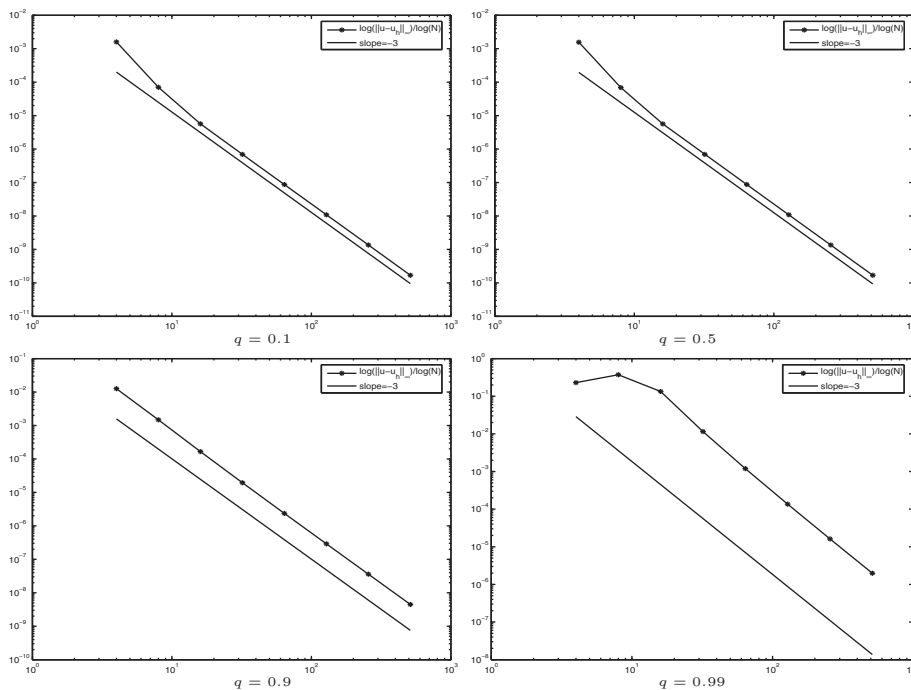 10⁻²
10⁻³
10⁻⁴
10⁻⁵
10⁻⁶
10⁻⁷
10⁻⁸
10⁻⁹
10⁻¹⁰
10⁻¹¹
10⁰ 10¹ 10² 10³
log(||u−u_h||_∞)/log(N)
slope=−3
q = 0.1
10⁻²
10⁻³
10⁻⁴
10⁻⁵
10⁻⁶
10⁻⁷
10⁻⁸
10⁻⁹
10⁻¹⁰
10⁻¹¹
10⁰ 10¹ 10²
log(||u−u_h||_∞)/log(N)
slope=−3
q = 0.5
10⁻¹
10⁻²
10⁻³
10⁻⁴
10⁻⁵
10⁻⁶
10⁻⁷
10⁻⁸
10⁻⁹
10⁻¹⁰
10⁰ 10¹ 10² 10³
log(||u−u_h||_∞)/log(N)
slope=−3
q = 0.9
10⁰
10⁻¹
10⁻²
10⁻³
10⁻⁴
10⁻⁵
10⁻⁶
10⁻⁷
10⁻⁸
10⁰ 10¹ 10²
log(||u−u_h||_∞)/log(N)
slope=−3
q = 0.99